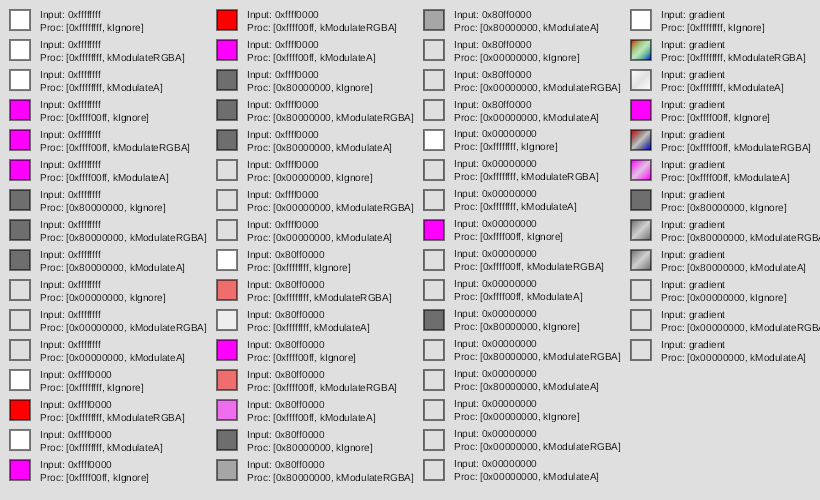 Input: 0xffffffff
Proc: [0xffffffff, kIgnore]
Input: 0xffffffff
Proc: [0xffffffff, kModulateRGBA]
Input: 0xffffffff
Proc: [0xffffffff, kModulateA]
Input: 0xffffffff
Proc: [0xffff00ff, kIgnore]
Input: 0xffffffff
Proc: [0xffff00ff, kModulateRGBA]
Input: 0xffffffff
Proc: [0xffff00ff, kModulateA]
Input: 0xffffffff
Proc: [0x80000000, kIgnore]
Input: 0xffffffff
Proc: [0x80000000, kModulateRGBA]
Input: 0xffffffff
Proc: [0x80000000, kModulateA]
Input: 0xffffffff
Proc: [0x00000000, kIgnore]
Input: 0xffffffff
Proc: [0x00000000, kModulateRGBA]
Input: 0xffffffff
Proc: [0x00000000, kModulateA]
Input: 0xffff0000
Proc: [0xffffffff, kIgnore]
Input: 0xffff0000
Proc: [0xffffffff, kModulateRGBA]
Input: 0xffff0000
Proc: [0xffffffff, kModulateA]
Input: 0xffff0000
Proc: [0xffff00ff, kIgnore]
Input: 0xffff0000
Proc: [0xffff00ff, kModulateRGBA]
Input: 0xffff0000
Proc: [0xffff00ff, kModulateA]
Input: 0xffff0000
Proc: [0x80000000, kIgnore]
Input: 0xffff0000
Proc: [0x80000000, kModulateRGBA]
Input: 0xffff0000
Proc: [0x80000000, kModulateA]
Input: 0xffff0000
Proc: [0x00000000, kIgnore]
Input: 0xffff0000
Proc: [0x00000000, kModulateRGBA]
Input: 0xffff0000
Proc: [0x00000000, kModulateA]
Input: 0x80ff0000
Proc: [0xffffffff, kIgnore]
Input: 0x80ff0000
Proc: [0xffffffff, kModulateRGBA]
Input: 0x80ff0000
Proc: [0xffffffff, kModulateA]
Input: 0x80ff0000
Proc: [0xffff00ff, kIgnore]
Input: 0x80ff0000
Proc: [0xffff00ff, kModulateRGBA]
Input: 0x80ff0000
Proc: [0xffff00ff, kModulateA]
Input: 0x80ff0000
Proc: [0x80000000, kIgnore]
Input: 0x80ff0000
Proc: [0x80000000, kModulateRGBA]
Input: 0x80ff0000
Proc: [0x80000000, kModulateA]
Input: 0x80ff0000
Proc: [0x00000000, kIgnore]
Input: 0x80ff0000
Proc: [0x00000000, kModulateRGBA]
Input: 0x80ff0000
Proc: [0x00000000, kModulateA]
Input: 0x00000000
Proc: [0xffffffff, kIgnore]
Input: 0x00000000
Proc: [0xffffffff, kModulateRGBA]
Input: 0x00000000
Proc: [0xffffffff, kModulateA]
Input: 0x00000000
Proc: [0xffff00ff, kIgnore]
Input: 0x00000000
Proc: [0xffff00ff, kModulateRGBA]
Input: 0x00000000
Proc: [0xffff00ff, kModulateA]
Input: 0x00000000
Proc: [0x80000000, kIgnore]
Input: 0x00000000
Proc: [0x80000000, kModulateRGBA]
Input: 0x00000000
Proc: [0x80000000, kModulateA]
Input: 0x00000000
Proc: [0x00000000, kIgnore]
Input: 0x00000000
Proc: [0x00000000, kModulateRGBA]
Input: 0x00000000
Proc: [0x00000000, kModulateA]
Input: gradient
Proc: [0xffffffff, kIgnore]
Input: gradient
Proc: [0xffffffff, kModulateRGBA]
Input: gradient
Proc: [0xffffffff, kModulateA]
Input: gradient
Proc: [0xffff00ff, kIgnore]
Input: gradient
Proc: [0xffff00ff, kModulateRGBA]
Input: gradient
Proc: [0xffff00ff, kModulateA]
Input: gradient
Proc: [0x80000000, kIgnore]
Input: gradient
Proc: [0x80000000, kModulateRGBA
Input: gradient
Proc: [0x80000000, kModulateA]
Input: gradient
Proc: [0x00000000, kIgnore]
Input: gradient
Proc: [0x00000000, kModulateRGBA
Input: gradient
Proc: [0x00000000, kModulateA]